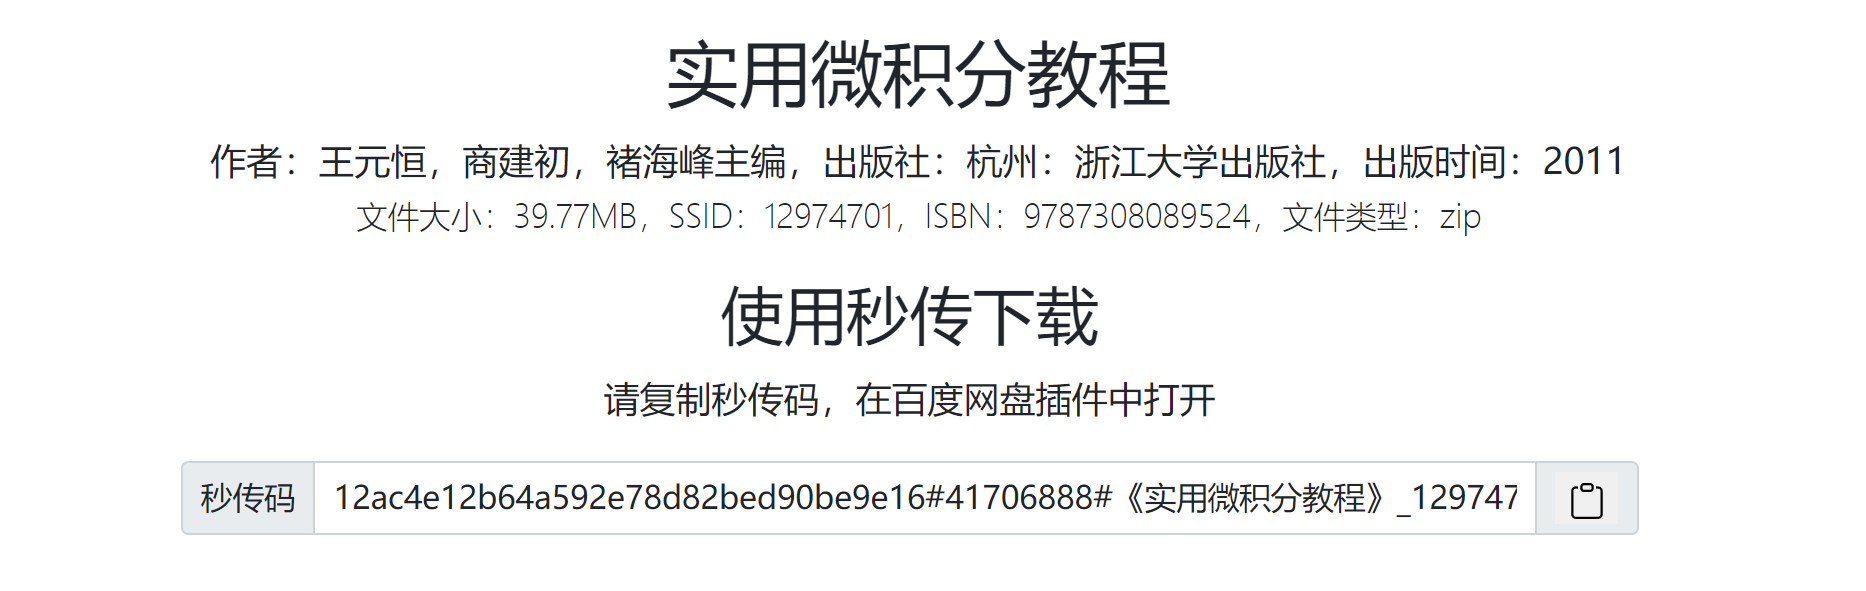 实用微积分教程
作者：王元恒，商建初，褚海峰主编，出版社：杭州：浙江大学出版社，出版时间：2011
文件大小：39.77MB，SSID：12974701，ISBN：9787308089524，文件类型：zip
使用秒传下载
请复制秒传码，在百度网盘插件中打开
秒传码 12ac4e12b64a592e78d82bed90be9e16#41706888#《实用微积分教程》_129747